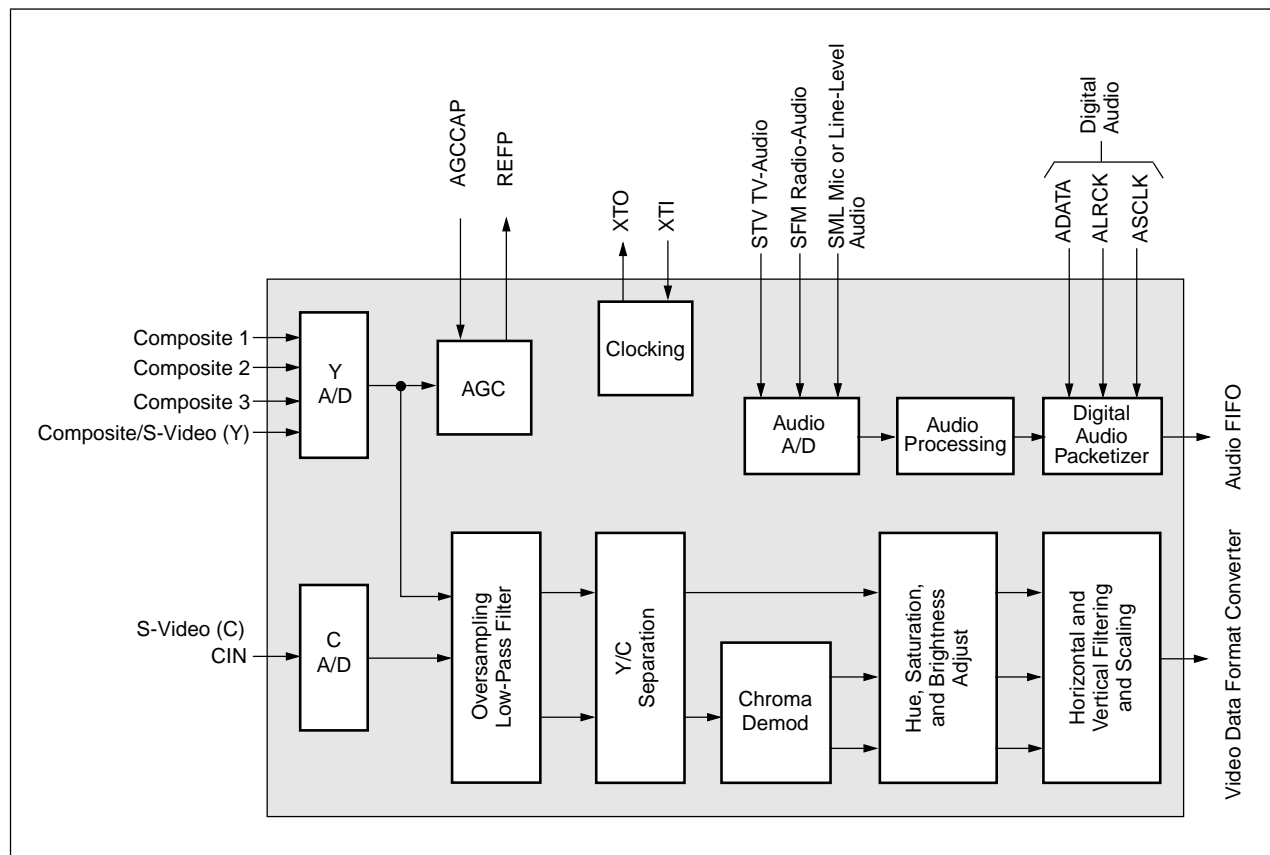 AGCCAP
REFP
XTO
XTI
STV TV-Audio
SFM Radio-Audio
SML Mic or Line-Level
Audio
Digital
Audio
ADATA
ALRCK
ASCLK
Composite 1
Composite 2
Composite 3
Composite/S-Video (Y)
Y
A/D
AGC
Clocking
Audio
A/D
Audio
Processing
Digital
Audio
Packetizer
Audio FIFO
S-Video (C)
CIN
C
A/D
Oversampling
Low-Pass Filter
Y/C
Separation
Chroma
Demod
Hue, Saturation,
and Brightness
Adjust
Horizontal and
Vertical Filtering
and Scaling
Video Data Format Converter